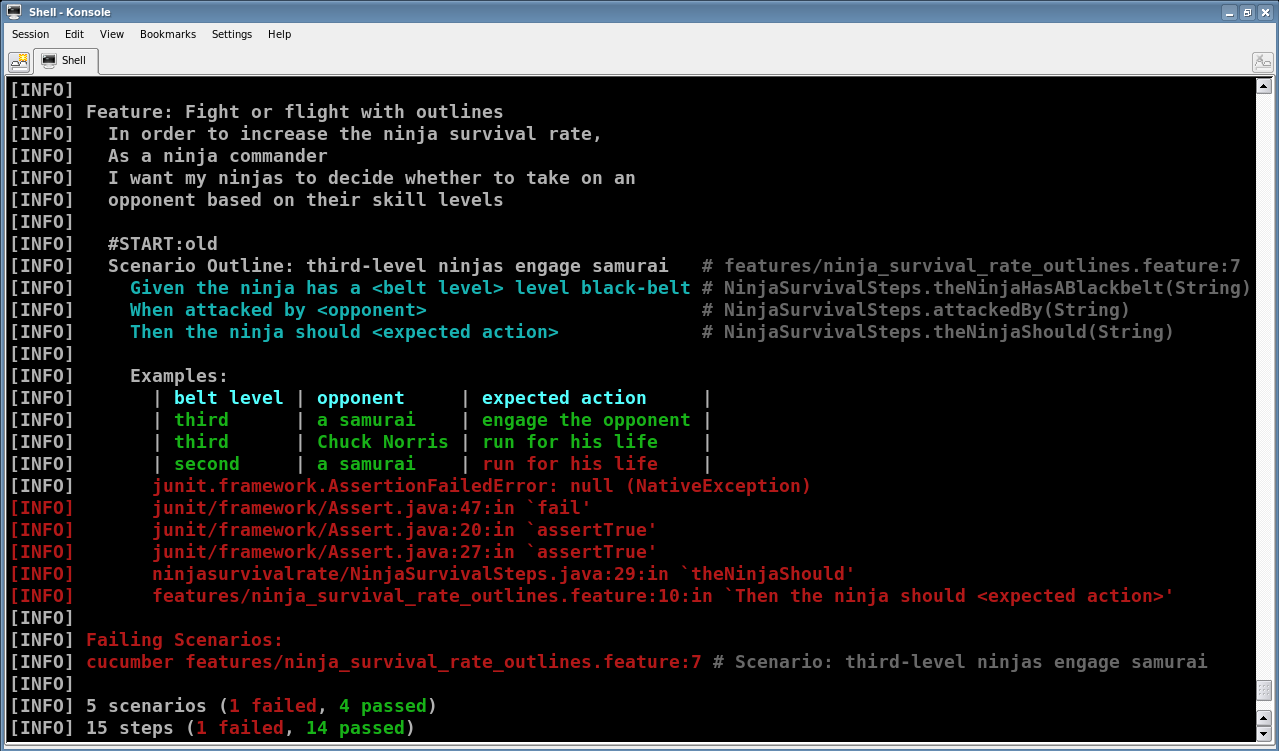 Shell - Konsole
Session Edit View Bookmarks Settings Help
Shell
[INFO]
[INFO] Feature: Fight or flight with outlines
[INFO]   In order to increase the ninja survival rate,
[INFO]   As a ninja commander
[INFO]   I want my ninjas to decide whether to take on an
[INFO]   opponent based on their skill levels
[INFO]
[INFO]   #START:old
[INFO]   Scenario Outline: third-level ninjas engage samurai   # features/ninja_survival_rate_outlines.feature:7
[INFO]     Given the ninja has a <belt level> level black-belt # NinjaSurvivalSteps.theNinjaHasABlackbelt(String)
[INFO]     When attacked by <opponent>                         # NinjaSurvivalSteps.attackedBy(String)
[INFO]     Then the ninja should <expected action>             # NinjaSurvivalSteps.theNinjaShould(String)
[INFO]
[INFO]     Examples:
[INFO]       | belt level | opponent     | expected action     |
[INFO]       | third      | a samurai    | engage the opponent |
[INFO]       | third      | Chuck Norris | run for his life    |
[INFO]       | second     | a samurai    | run for his life    |
[INFO]       junit.framework.AssertionFailedError: null (NativeException)
[INFO]       junit/framework/Assert.java:47:in `fail'
[INFO]       junit/framework/Assert.java:20:in `assertTrue'
[INFO]       junit/framework/Assert.java:27:in `assertTrue'
[INFO]       ninjasurvivalrate/NinjaSurvivalSteps.java:29:in `theNinjaShould'
[INFO]       features/ninja_survival_rate_outlines.feature:10:in `Then the ninja should <expected action>'
[INFO]
[INFO] Failing Scenarios:
[INFO] cucumber features/ninja_survival_rate_outlines.feature:7 # Scenario: third-level ninjas engage samurai
[INFO]
[INFO] 5 scenarios (1 failed, 4 passed)
[INFO] 15 steps (1 failed, 14 passed)